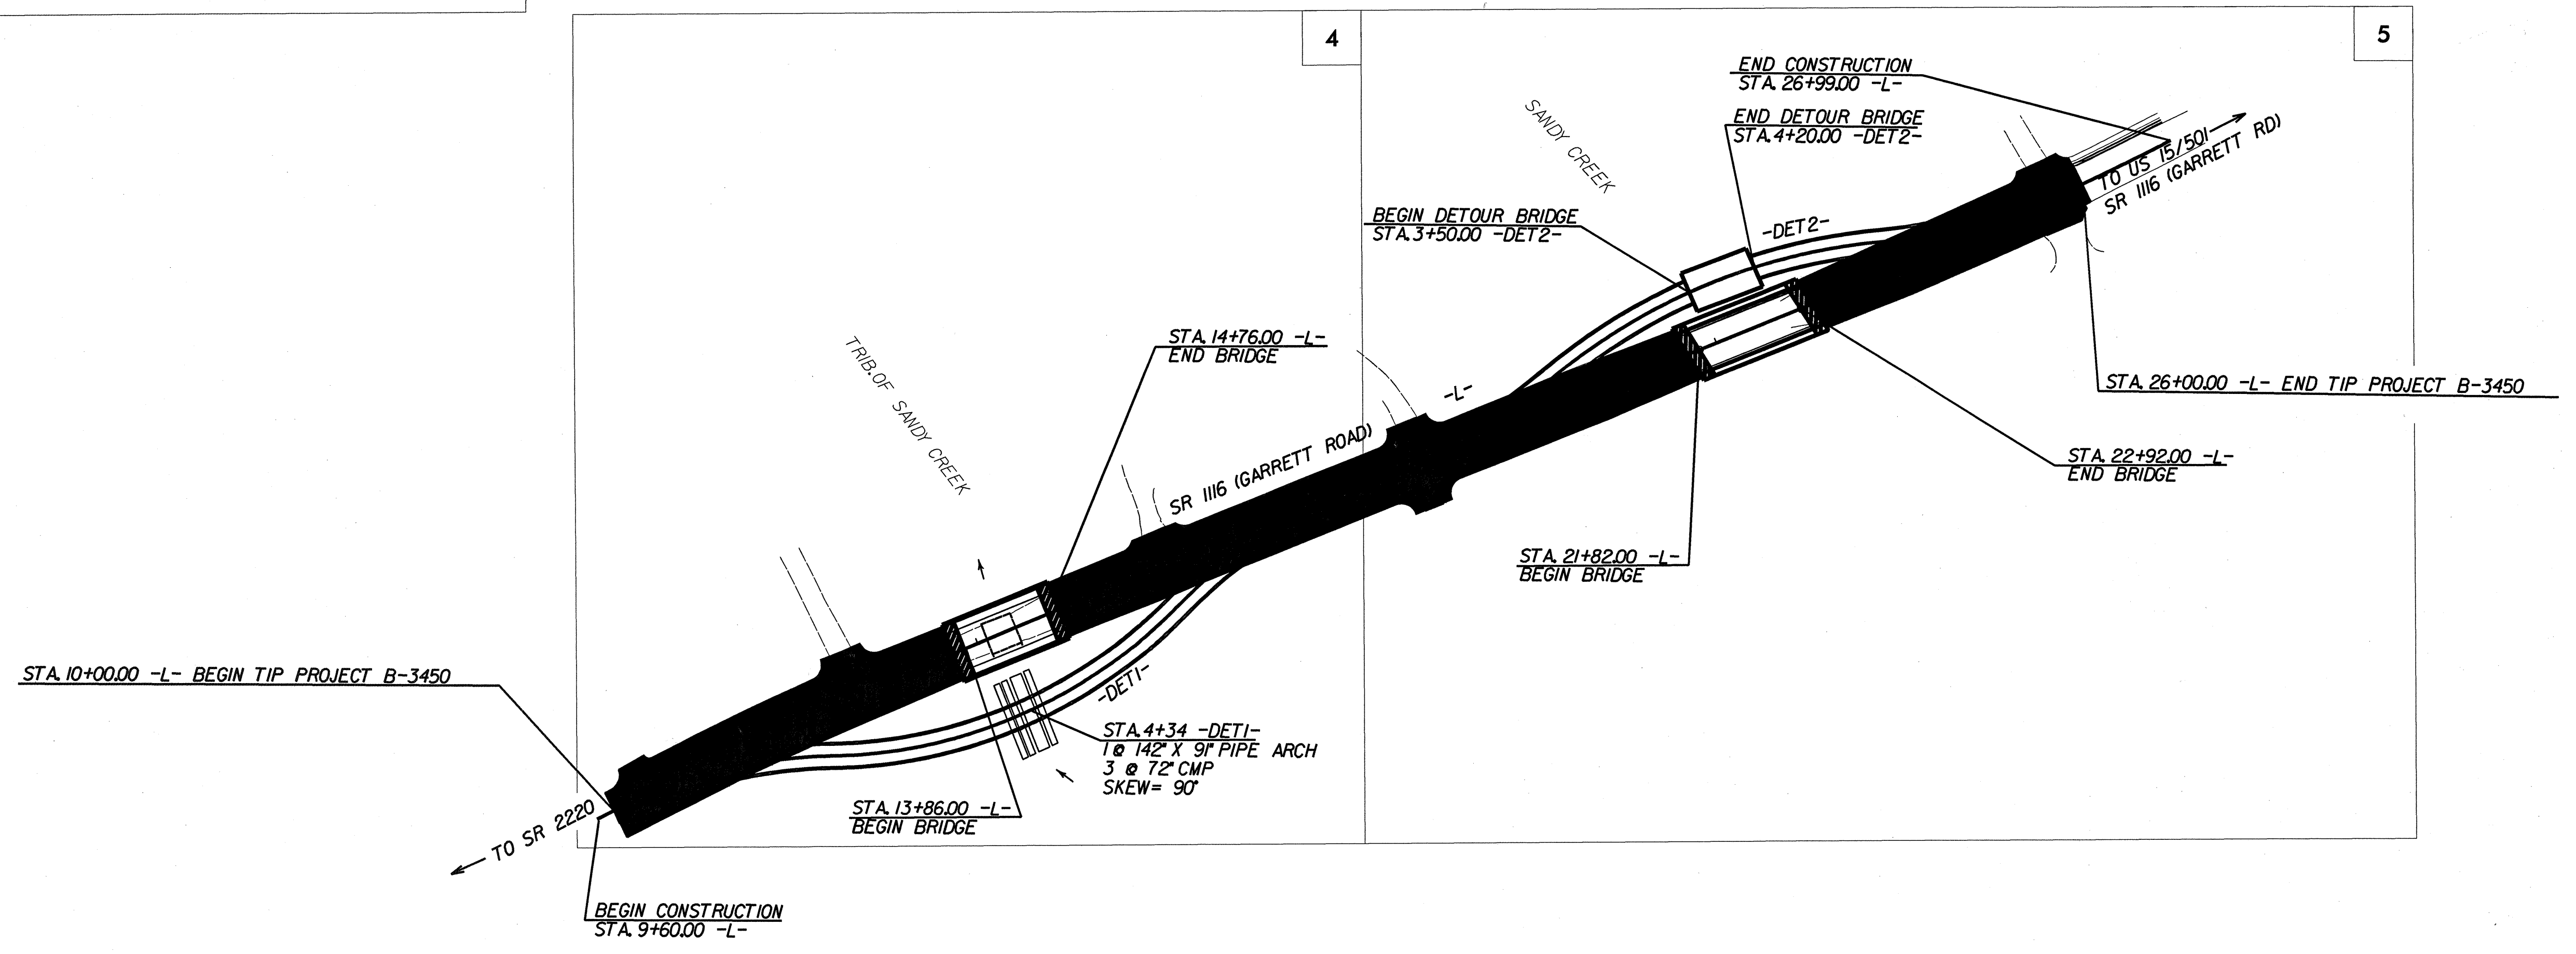 4
5
END CONSTRUCTION
STA. 26+99.00 -L-
END DETOUR BRIDGE
STA. 4+20.00 -DET2-
SANDY CREEK
TO US 15/501
SR 1116 (GARRETT RD)
BEGIN DETOUR BRIDGE
STA. 3+50.00 -DET2-
-DET2-
STA. 14+76.00 -L-
END BRIDGE
TRIB. OF SANDY CREEK
-L-
STA. 26+00.00 -L- END TIP PROJECT B-3450
SR 1116 (GARRETT ROAD)
STA. 22+92.00 -L-
END BRIDGE
STA. 21+82.00 -L-
BEGIN BRIDGE
STA. 10+00.00 -L- BEGIN TIP PROJECT B-3450
-DET1-
STA. 4+34 -DET1-
1 @ 142" X 91" PIPE ARCH
3 @ 72" CMP
SKEW= 90°
STA. 13+86.00 -L-
BEGIN BRIDGE
TO SR 2220
BEGIN CONSTRUCTION
STA. 9+60.00 -L-